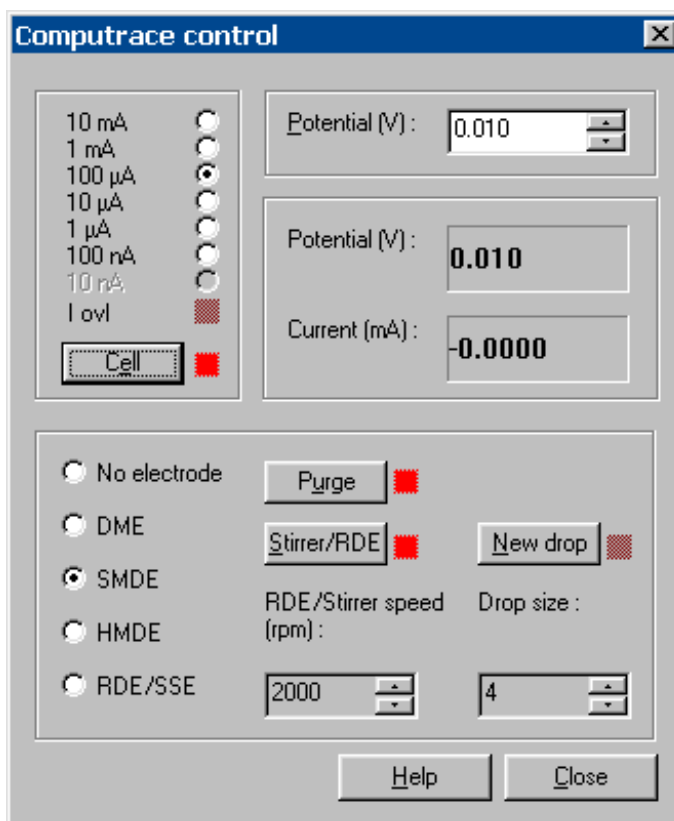 Computrace control
10 mA
1 mA
100 µA
10 µA
1 µA
100 nA
10 nA
I ovl
Cell
Potential (V) :
0.010
Potential (V) :
0.010
Current (mA) :
-0.0000
No electrode
DME
SMDE
HMDE
RDE/SSE
Purge
Stirrer/RDE
New drop
RDE/Stirrer speed
(rpm) :
Drop size :
2000
4
Help
Close